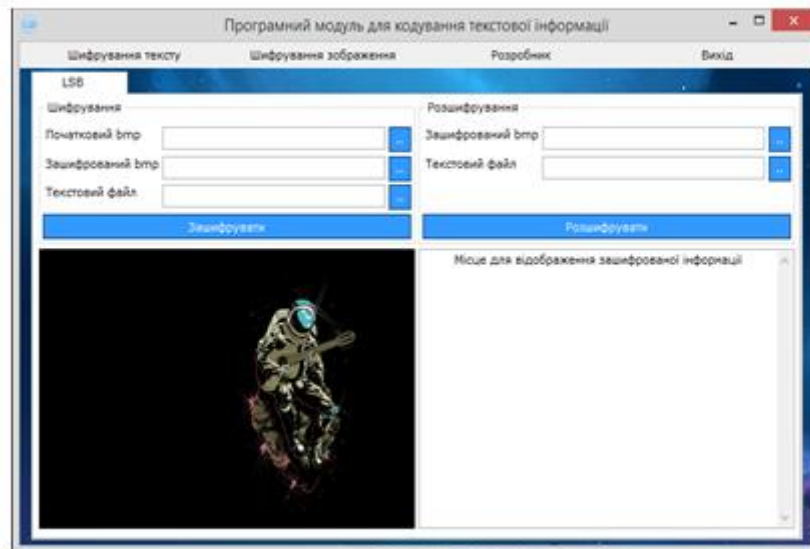 Програмний модуль для кодування текстової інформації
Шифрування тексту Шифрування зображення Розробник Вихід
LSB
Шифрування
Початковий bmp ..
Зашифрований bmp ..
Текстовий файл ..
Зашифрувати
Розшифрування
Зашифрований bmp ..
Текстовий файл ..
Розшифрувати
Місце для відображення зашифрованої інформації